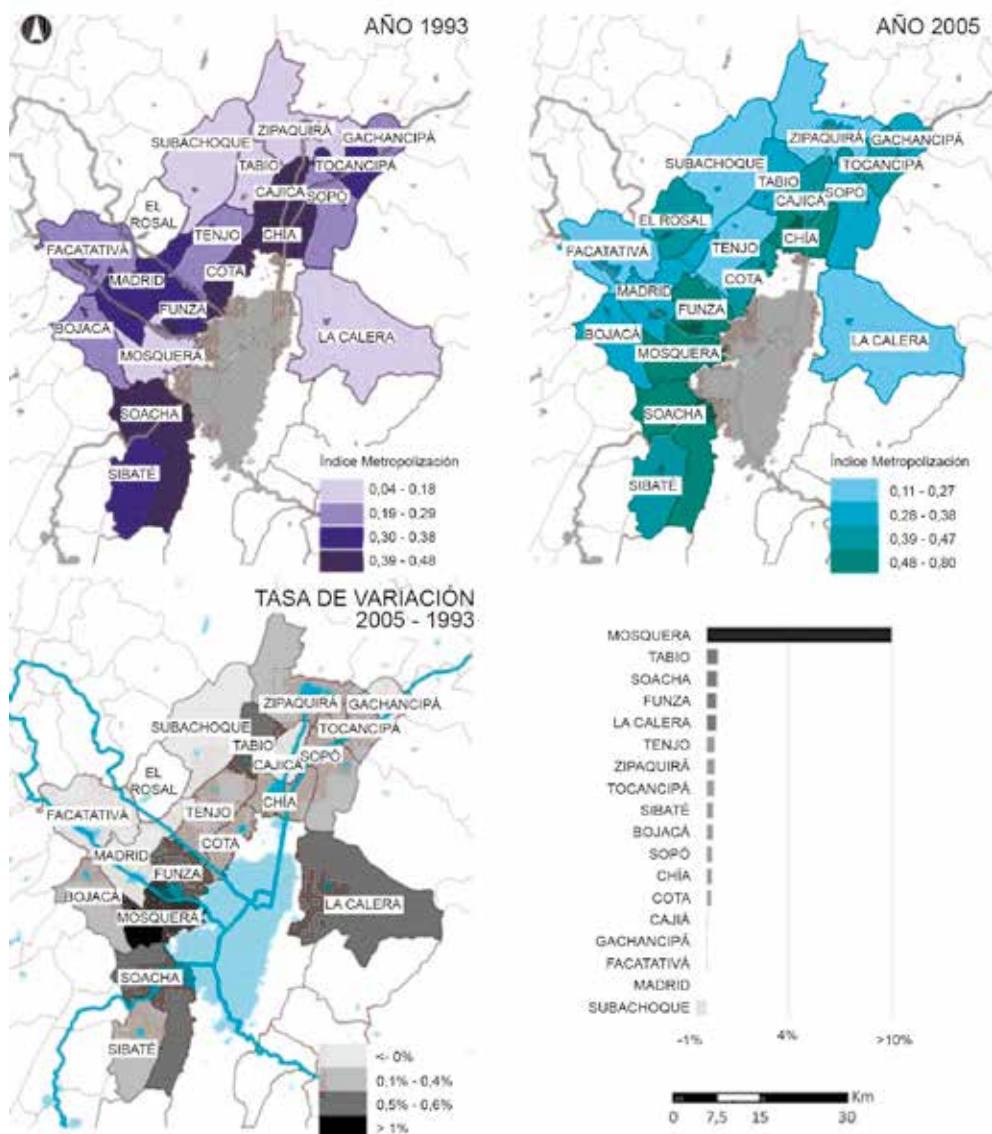 AÑO 1993
ZIPAQUIRÁ
GACHANCIPÁ
SUBACHOQUE
TOCANCIPÁ
TABIO
CAJICA
SOPÓ
EL
ROSAL
TENJO
CHÍA
FACATATIVÁ
COTA
MADRID
FUNZA
BOJACÁ
LA CALERA
MOSQUERA
SOACHA
SIBATÉ
Índice Metropolización
0,04 - 0,18
0,19 - 0,29
0,30 - 0,38
0,39 - 0,48
AÑO 2005
ZIPAQUIRÁ
GACHANCIPÁ
SUBACHOQUE
TOCANCIPÁ
TABIO
SOPÓ
CAJICÁ
EL ROSAL
TENJO
CHÍA
FACATATIVÁ
COTA
MADRID
FUNZA
BOJACÁ
LA CALERA
MOSQUERA
SOACHA
SIBATÉ
Índice Metropolización
0,11 - 0,27
0,28 - 0,38
0,39 - 0,47
0,48 - 0,80
TASA DE VARIACIÓN
2005 - 1993
ZIPAQUIRÁ
GACHANCIPÁ
SUBACHOQUE
TOCANCIPÁ
TABIO
SOPÓ
CAJICÁ
EL
ROSAL
CHÍA
TENJO
FACATATIVÁ
COTA
MADRID
FUNZA
BOJACÁ
LA CALERA
MOSQUERA
SOACHA
SIBATÉ
<- 0%
0,1% - 0,4%
0,5% - 0,6%
> 1%
MOSQUERA
TABIO
SOACHA
FUNZA
LA CALERA
TENJO
ZIPAQUIRÁ
TOCANCIPÁ
SIBATÉ
BOJACÁ
SOPÓ
CHÍA
COTA
CAJIÁ
GACHANCIPÁ
FACATATIVÁ
MADRID
SUBACHOQUE
-1% 4% >10%
Km
0 7,5 15 30